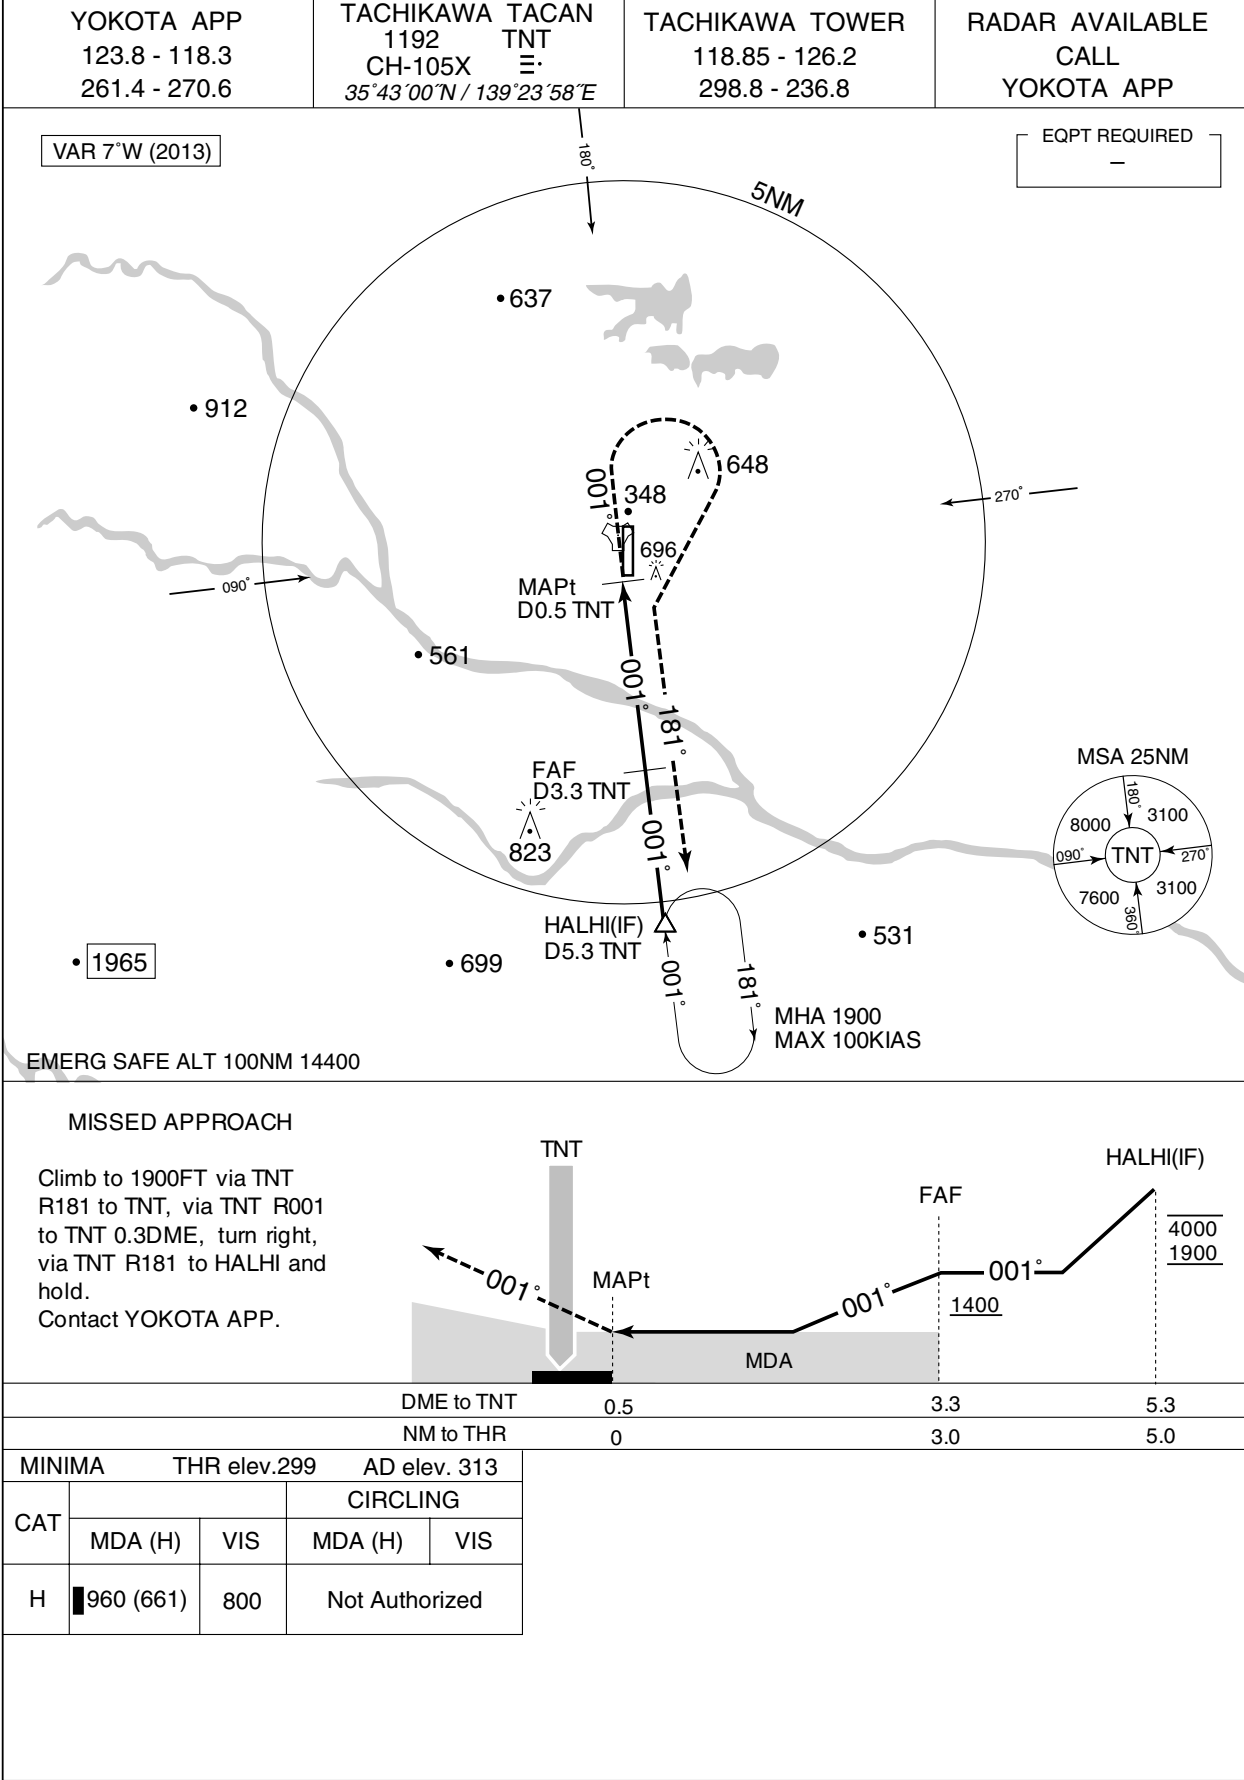 YOKOTA APP
123.8 - 118.3
261.4 - 270.6
TACHIKAWA TACAN
1192 TNT
CH-105X
35°43´00˝N / 139°23´58˝E
TACHIKAWA TOWER
118.85 - 126.2
298.8 - 236.8
RADAR AVAILABLE
CALL
YOKOTA APP
VAR 7°W (2013)
EQPT REQUIRED
–
180°
5NM
637
912
648
001°
348
270°
696
090°
MAPt
D0.5 TNT
561
001°
181°
FAF
D3.3 TNT
001°
823
MSA 25NM
180°
8000
3100
090°
TNT
270°
7600
3100
360°
HALHI(IF)
D5.3 TNT
531
1965
699
001°
181°
MHA 1900
MAX 100KIAS
EMERG SAFE ALT 100NM 14400
MISSED APPROACH
Climb to 1900FT via TNT
R181 to TNT, via TNT R001
to TNT 0.3DME, turn right,
via TNT R181 to HALHI and
hold.
Contact YOKOTA APP.
TNT
HALHI(IF)
FAF
4000
1900
001°
MAPt
001°
001°
1400
MDA
DME to TNT 0.5 3.3 5.3
NM to THR 0 3.0 5.0
MINIMA THR elev.299 AD elev. 313
CAT
CIRCLING
MDA (H) VIS MDA (H) VIS
H 960 (661) 800 Not Authorized